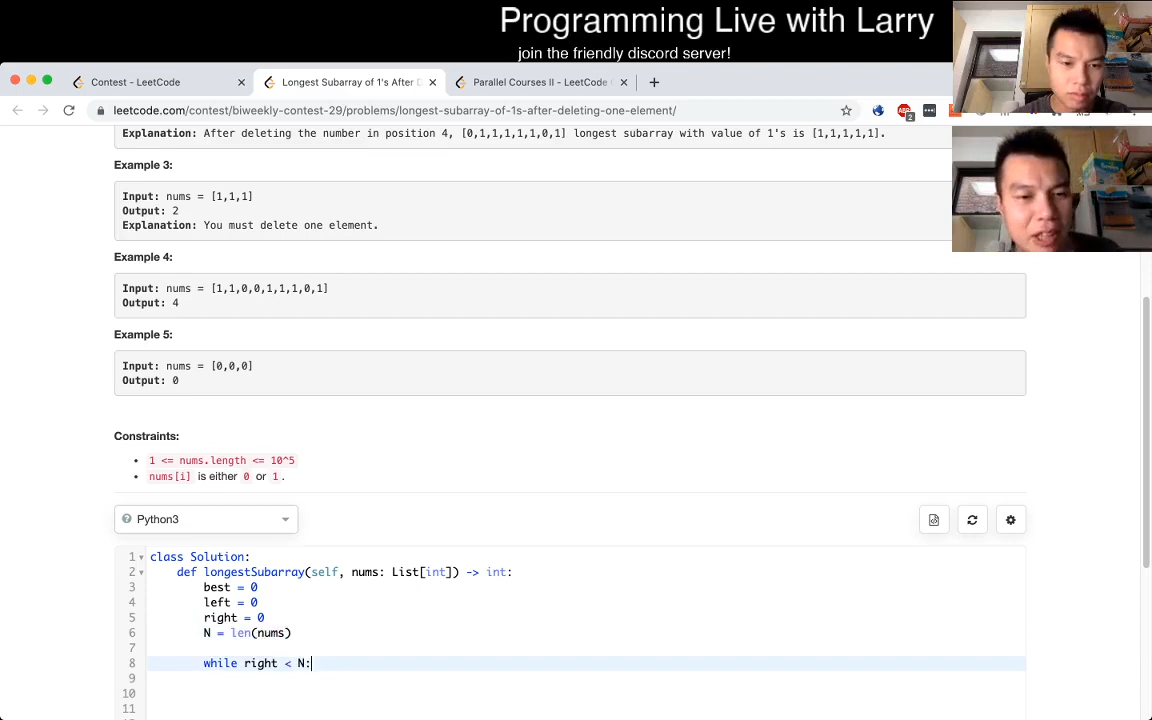 Programming Live with Larry
join the friendly discord server!
Contest - LeetCode
Longest Subarray of 1's After D
Parallel Courses II - LeetCode
leetcode.com/contest/biweekly-contest-29/problems/longest-subarray-of-1s-after-deleting-one-element/
2
Explanation: After deleting the number in position 4, [0,1,1,1,1,1,0,1] longest subarray with value of 1's is [1,1,1,1,1].
Example 3:
Input: nums = [1,1,1]
Output: 2
Explanation: You must delete one element.
Example 4:
Input: nums = [1,1,0,0,1,1,1,0,1]
Output: 4
Example 5:
Input: nums = [0,0,0]
Output: 0
Constraints:
1 <= nums.length <= 10^5
nums[i] is either 0 or 1.
Python3
1 class Solution:
2 def longestSubarray(self, nums: List[int]) -> int:
3 best = 0
4 left = 0
5 right = 0
6 N = len(nums)
7
8 while right < N:
9
10
11